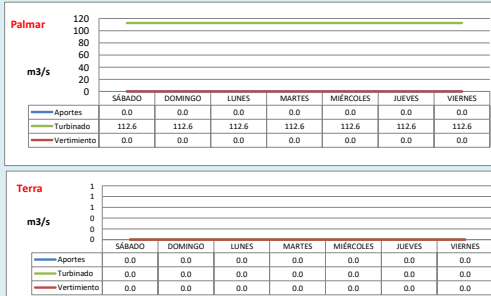 Palmar
120
100
80
60
40
20
0
m3/s
SÁBADO DOMINGO LUNES MARTES MIÉRCOLES JUEVES VIERNES
Aportes 0.0 0.0 0.0 0.0 0.0 0.0 0.0
Turbinado 112.6 112.6 112.6 112.6 112.6 112.6 112.6
Vertimiento 0.0 0.0 0.0 0.0 0.0 0.0 0.0
Terra
1
1
1
0
0
0
m3/s
SÁBADO DOMINGO LUNES MARTES MIÉRCOLES JUEVES VIERNES
Aportes 0.0 0.0 0.0 0.0 0.0 0.0 0.0
Turbinado 0.0 0.0 0.0 0.0 0.0 0.0 0.0
Vertimiento 0.0 0.0 0.0 0.0 0.0 0.0 0.0